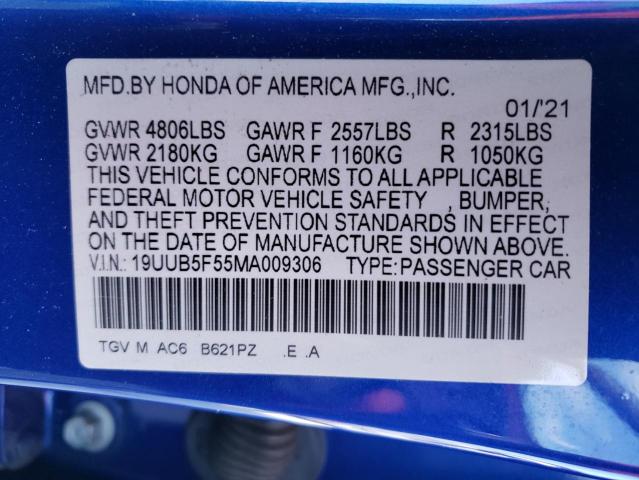 MFD.BY HONDA OF AMERICA MFG.,INC.
01/'21
GVWR 4806LBS GAWR F 2557LBS R 2315LBS
GVWR 2180KG GAWR F 1160KG R 1050KG
THIS VEHICLE CONFORMS TO ALL APPLICABLE
FEDERAL MOTOR VEHICLE SAFETY , BUMPER,
AND THEFT PREVENTION STANDARDS IN EFFECT
ON THE DATE OF MANUFACTURE SHOWN ABOVE.
V.I.N.: 19UUB5F55MA009306 TYPE:PASSENGER CAR
TGV M AC6 B621PZ .E .A